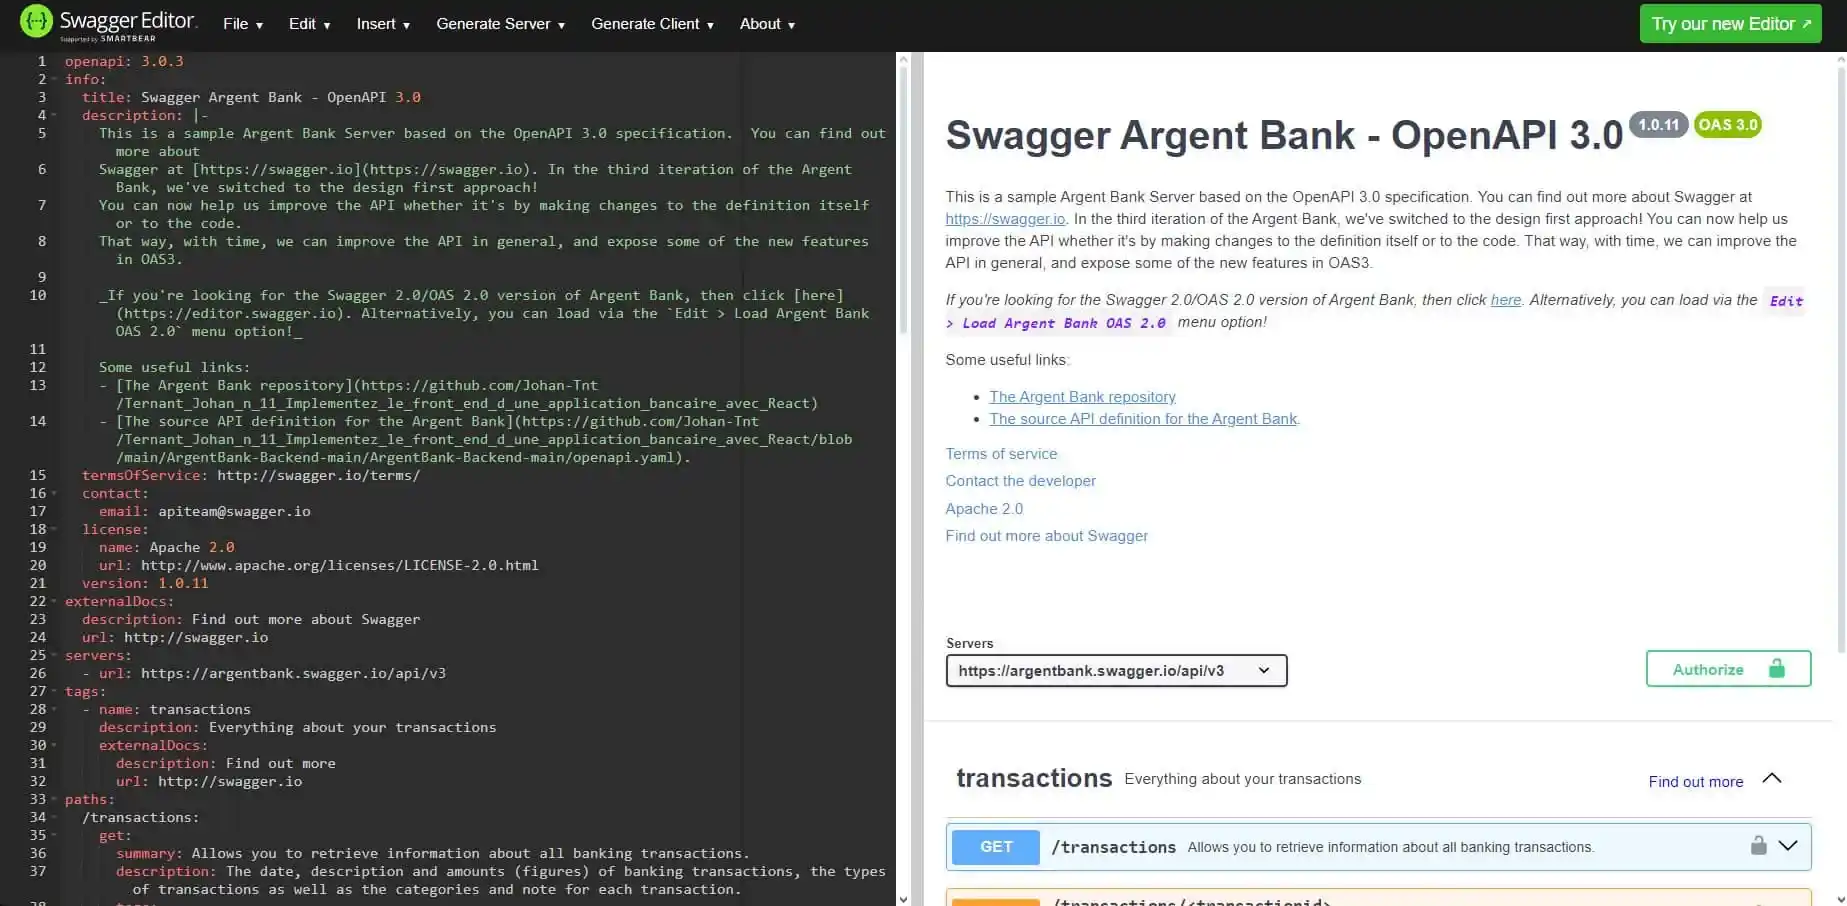 Swagger Editor
Supported by SMARTBEAR
File
Edit
Insert
Generate Server
Generate Client
About
Try our new Editor ↗
1 openapi: 3.0.3
2 info:
3 title: Swagger Argent Bank - OpenAPI 3.0
4 description: |-
5 This is a sample Argent Bank Server based on the OpenAPI 3.0 specification.  You can find out
more about
6 Swagger at [https://swagger.io](https://swagger.io). In the third iteration of the Argent
Bank, we've switched to the design first approach!
7 You can now help us improve the API whether it's by making changes to the definition itself
or to the code.
8 That way, with time, we can improve the API in general, and expose some of the new features
in OAS3.
9
10 _If you're looking for the Swagger 2.0/OAS 2.0 version of Argent Bank, then click [here]
(https://editor.swagger.io). Alternatively, you can load via the `Edit > Load Argent Bank
OAS 2.0` menu option!_
11
12 Some useful links:
13 - [The Argent Bank repository](https://github.com/Johan-Tnt
/Ternant_Johan_n_11_Implementez_le_front_end_d_une_application_bancaire_avec_React)
14 - [The source API definition for the Argent Bank](https://github.com/Johan-Tnt
/Ternant_Johan_n_11_Implementez_le_front_end_d_une_application_bancaire_avec_React/blob
/main/ArgentBank-Backend-main/ArgentBank-Backend-main/openapi.yaml).
15 termsOfService: http://swagger.io/terms/
16 contact:
17 email: apiteam@swagger.io
18 license:
19 name: Apache 2.0
20 url: http://www.apache.org/licenses/LICENSE-2.0.html
21 version: 1.0.11
22 externalDocs:
23 description: Find out more about Swagger
24 url: http://swagger.io
25 servers:
26 - url: https://argentbank.swagger.io/api/v3
27 tags:
28 - name: transactions
29 description: Everything about your transactions
30 externalDocs:
31 description: Find out more
32 url: http://swagger.io
33 paths:
34 /transactions:
35 get:
36 summary: Allows you to retrieve information about all banking transactions.
37 description: The date, description and amounts (figures) of banking transactions, the types
of transactions as well as the categories and note for each transaction.
Swagger Argent Bank - OpenAPI 3.0 1.0.11 OAS 3.0
This is a sample Argent Bank Server based on the OpenAPI 3.0 specification. You can find out more about Swagger at
https://swagger.io. In the third iteration of the Argent Bank, we've switched to the design first approach! You can now help us
improve the API whether it's by making changes to the definition itself or to the code. That way, with time, we can improve the
API in general, and expose some of the new features in OAS3.
If you're looking for the Swagger 2.0/OAS 2.0 version of Argent Bank, then click here. Alternatively, you can load via the Edit
> Load Argent Bank OAS 2.0 menu option!
Some useful links:
• The Argent Bank repository
• The source API definition for the Argent Bank.
Terms of service
Contact the developer
Apache 2.0
Find out more about Swagger
Servers
https://argentbank.swagger.io/api/v3
Authorize
transactions Everything about your transactions
Find out more
GET /transactions Allows you to retrieve information about all banking transactions.